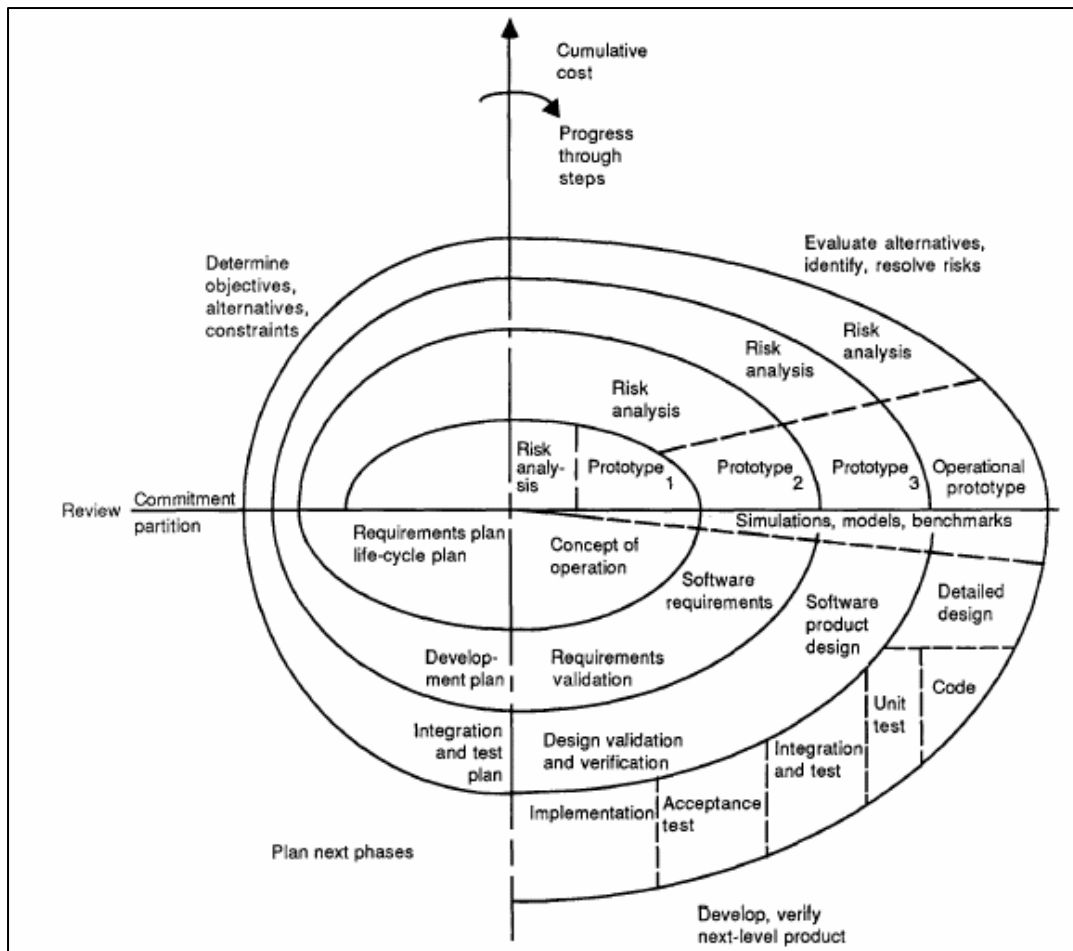 Cumulative
cost
Progress
through
steps
Evaluate alternatives,
identify, resolve risks
Determine
objectives,
alternatives,
constraints
Risk
analysis
Risk
analysis
Risk
analysis
Risk
analy-
sis
Prototype
1
Prototype
2
Prototype
3
Operational
prototype
Review
Commitment
partition
Simulations, models, benchmarks
Requirements plan
life-cycle plan
Concept of
operation
Software
requirements
Software
product
design
Detailed
design
Develop-
ment plan
Requirements
validation
Code
Unit
test
Integration
and test
plan
Design validation
and verification
Integration
and test
Acceptance
test
Implementation
Plan next phases
Develop, verify
next-level product